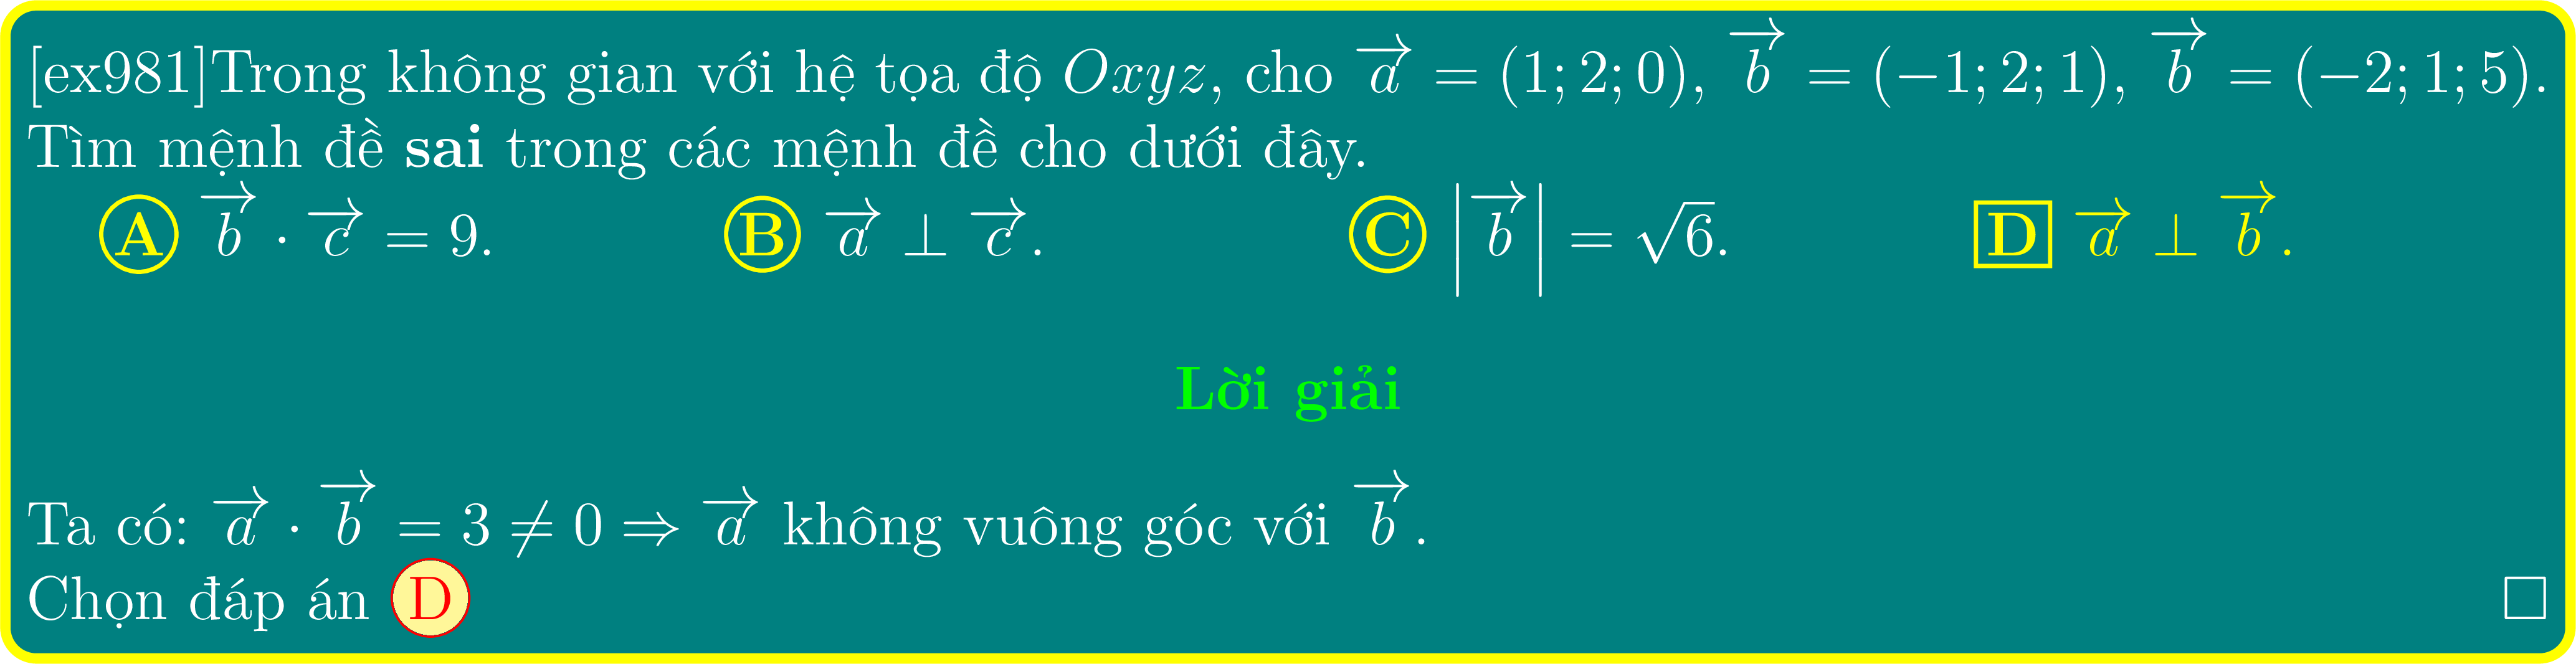 [ex981]Trong không gian với hệ tọa độ $Oxyz$, cho $\overrightarrow{a} = (1; 2; 0)$, $\overrightarrow{b} = (-1; 2; 1)$, $\overrightarrow{b} = (-2; 1; 5)$.
Tìm mệnh đề sai trong các mệnh đề cho dưới đây.
A $\overrightarrow{b} \cdot \overrightarrow{c} = 9$. B $\overrightarrow{a} \perp \overrightarrow{c}$. C $\left|\overrightarrow{b}\right| = \sqrt{6}$. D $\overrightarrow{a} \perp \overrightarrow{b}$.
Lời giải
Ta có: $\overrightarrow{a} \cdot \overrightarrow{b} = 3 \neq 0 \Rightarrow \overrightarrow{a}$ không vuông góc với $\overrightarrow{b}$.
Chọn đáp án D □